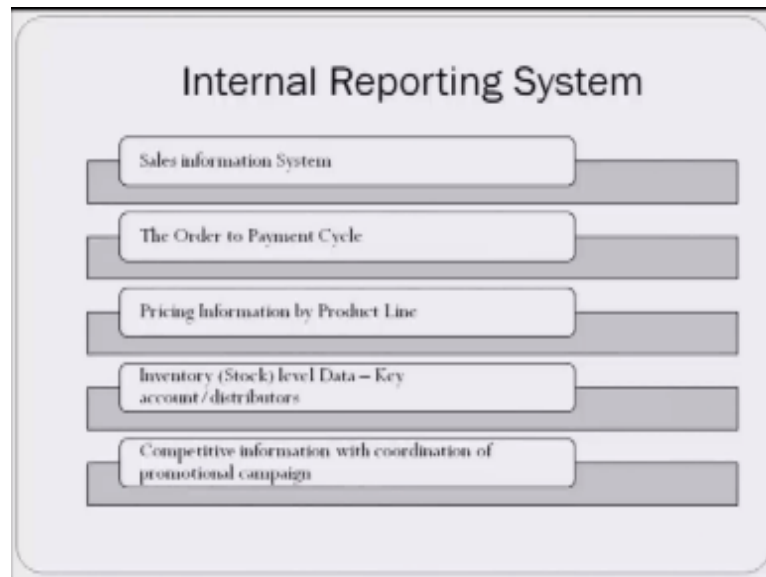 Internal Reporting System
Sales information System
The Order to Payment Cycle
Pricing Information by Product Line
Inventory (Stock) level Data – Key
account/distributors
Competitive information with coordination of
promotional campaign